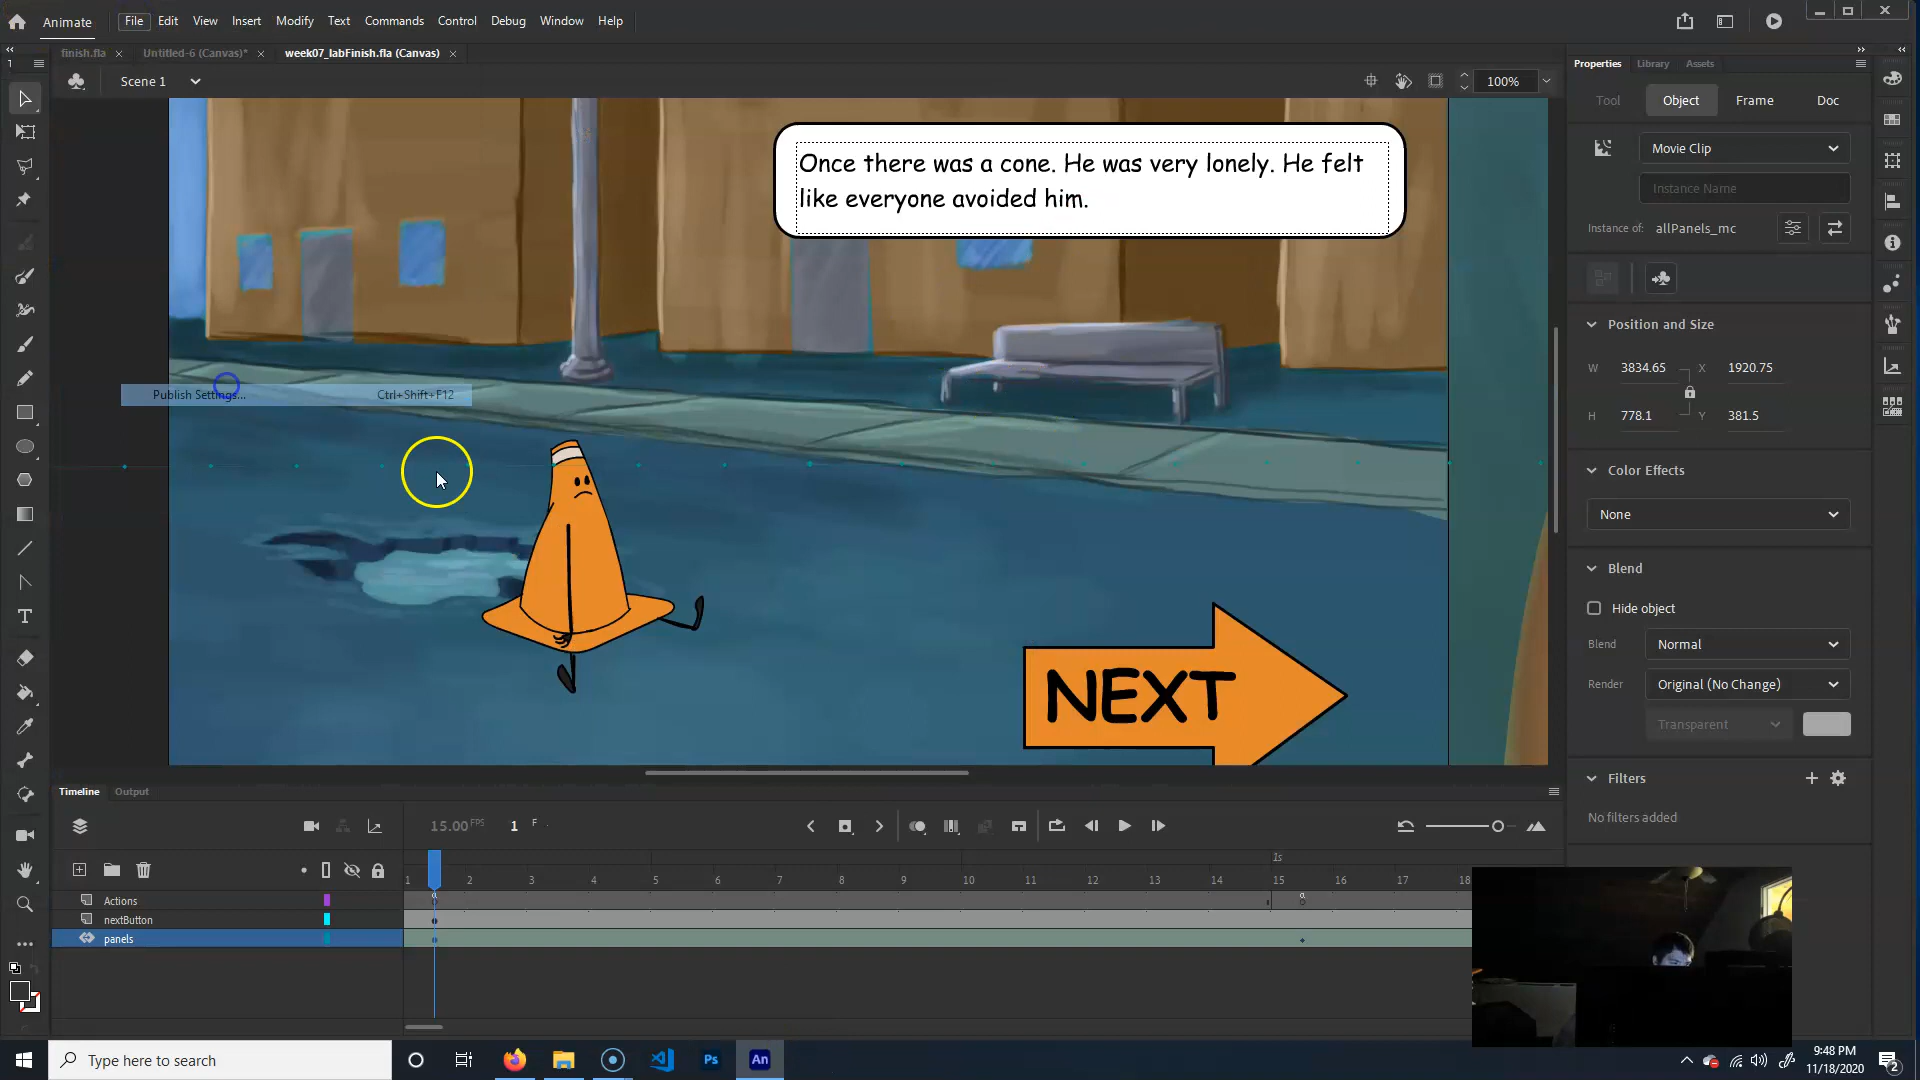 Animate
File Edit View Insert Modify Text Commands Control Debug Window Help
finish.fla × Untitled-6 (Canvas)* × week07_labFinish.fla (Canvas) ×
Scene 1
100%
Once there was a cone. He was very lonely. He felt
like everyone avoided him.
Publish Settings... Ctrl+Shift+F12
NEXT
Properties Library Assets
Tool Object Frame Doc
Movie Clip
Instance Name
Instance of: allPanels_mc
Position and Size
W 3834.65 X 1920.75
H 778.1 Y 381.5
Color Effects
None
Blend
Hide object
Blend Normal
Render Original (No Change)
Transparent
Filters
No filters added
Timeline Output
15.00 FPS 1 F
1s
1 2 3 4 5 6 7 8 9 10 11 12 13 14 15 16 17 18
Actions
nextButton
panels
Type here to search
Ps An
9:48 PM
11/18/2020
2